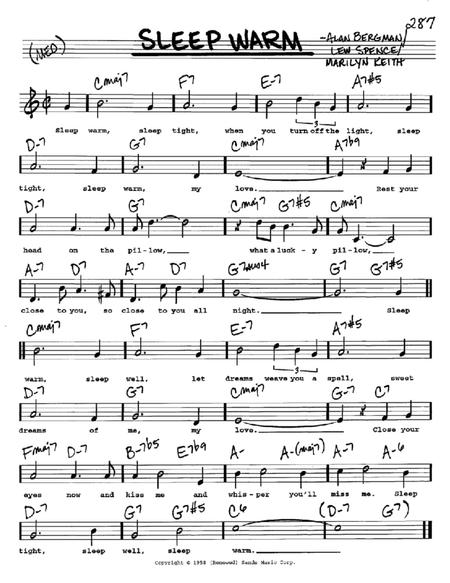 287
(MED.) SLEEP WARM -ALAN BERGMAN/
LEW SPENCE/
MARILYN KEITH
Cmaj7 F7 E-7 A7#5
3
Sleep warm, sleep tight, when you turn off the light, sleep
D-7 G7 Cmaj7 A7b9
tight, sleep warm, my love. Rest your
D-7 G7 Cmaj7 G7#5
head on the pil-low, what a luck-y pil-low,
A-7 D7 A-7 D7 G7sus4 G7 G7#5
close to you, so close to you all night. Sleep
Cmaj7 F7 E-7 A7#5
3
warm, sleep well, let dreams weave you a spell, sweet
D-7 G7 Cmaj7 G-7 C7
dreams of me, my love. Close your
Fmaj7 D-7 B-7b5 E7b9 A- A-(maj7) A-7 A-6
eyes now and kiss me and whis-per you'll miss me. Sleep
D-7 G7 G7#5 C6 (D-7 G7)
tight, sleep well, sleep warm.
Copyright © 1958 (Renewed) Sands Music Corp.